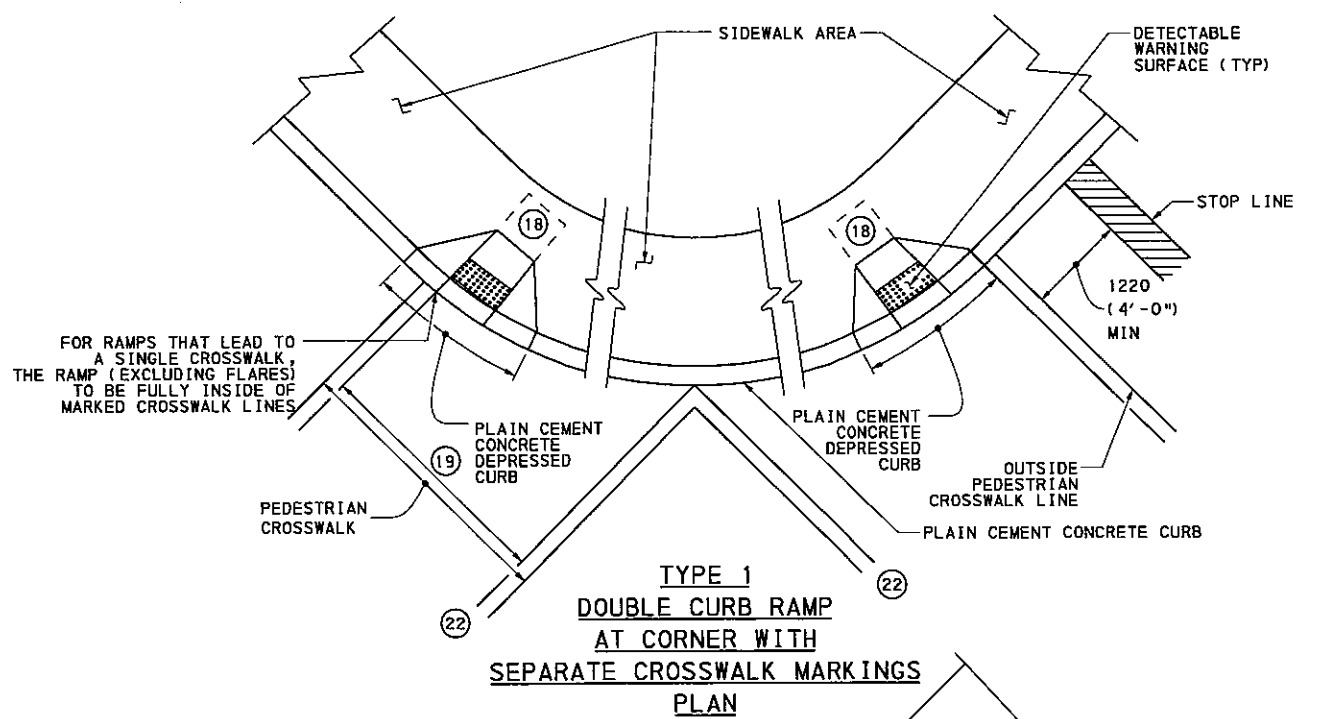 SIDEWALK AREA
DETECTABLE
WARNING
SURFACE (TYP)
18
18
STOP LINE
1220
(4'-0")
MIN
FOR RAMPS THAT LEAD TO
A SINGLE CROSSWALK,
THE RAMP (EXCLUDING FLARES)
TO BE FULLY INSIDE OF
MARKED CROSSWALK LINES
PLAIN CEMENT
CONCRETE
DEPRESSED
CURB
19
PLAIN CEMENT
CONCRETE
DEPRESSED
CURB
OUTSIDE
PEDESTRIAN
CROSSWALK LINE
PEDESTRIAN
CROSSWALK
PLAIN CEMENT CONCRETE CURB
22
22
TYPE 1
DOUBLE CURB RAMP
AT CORNER WITH
SEPARATE CROSSWALK MARKINGS
PLAN